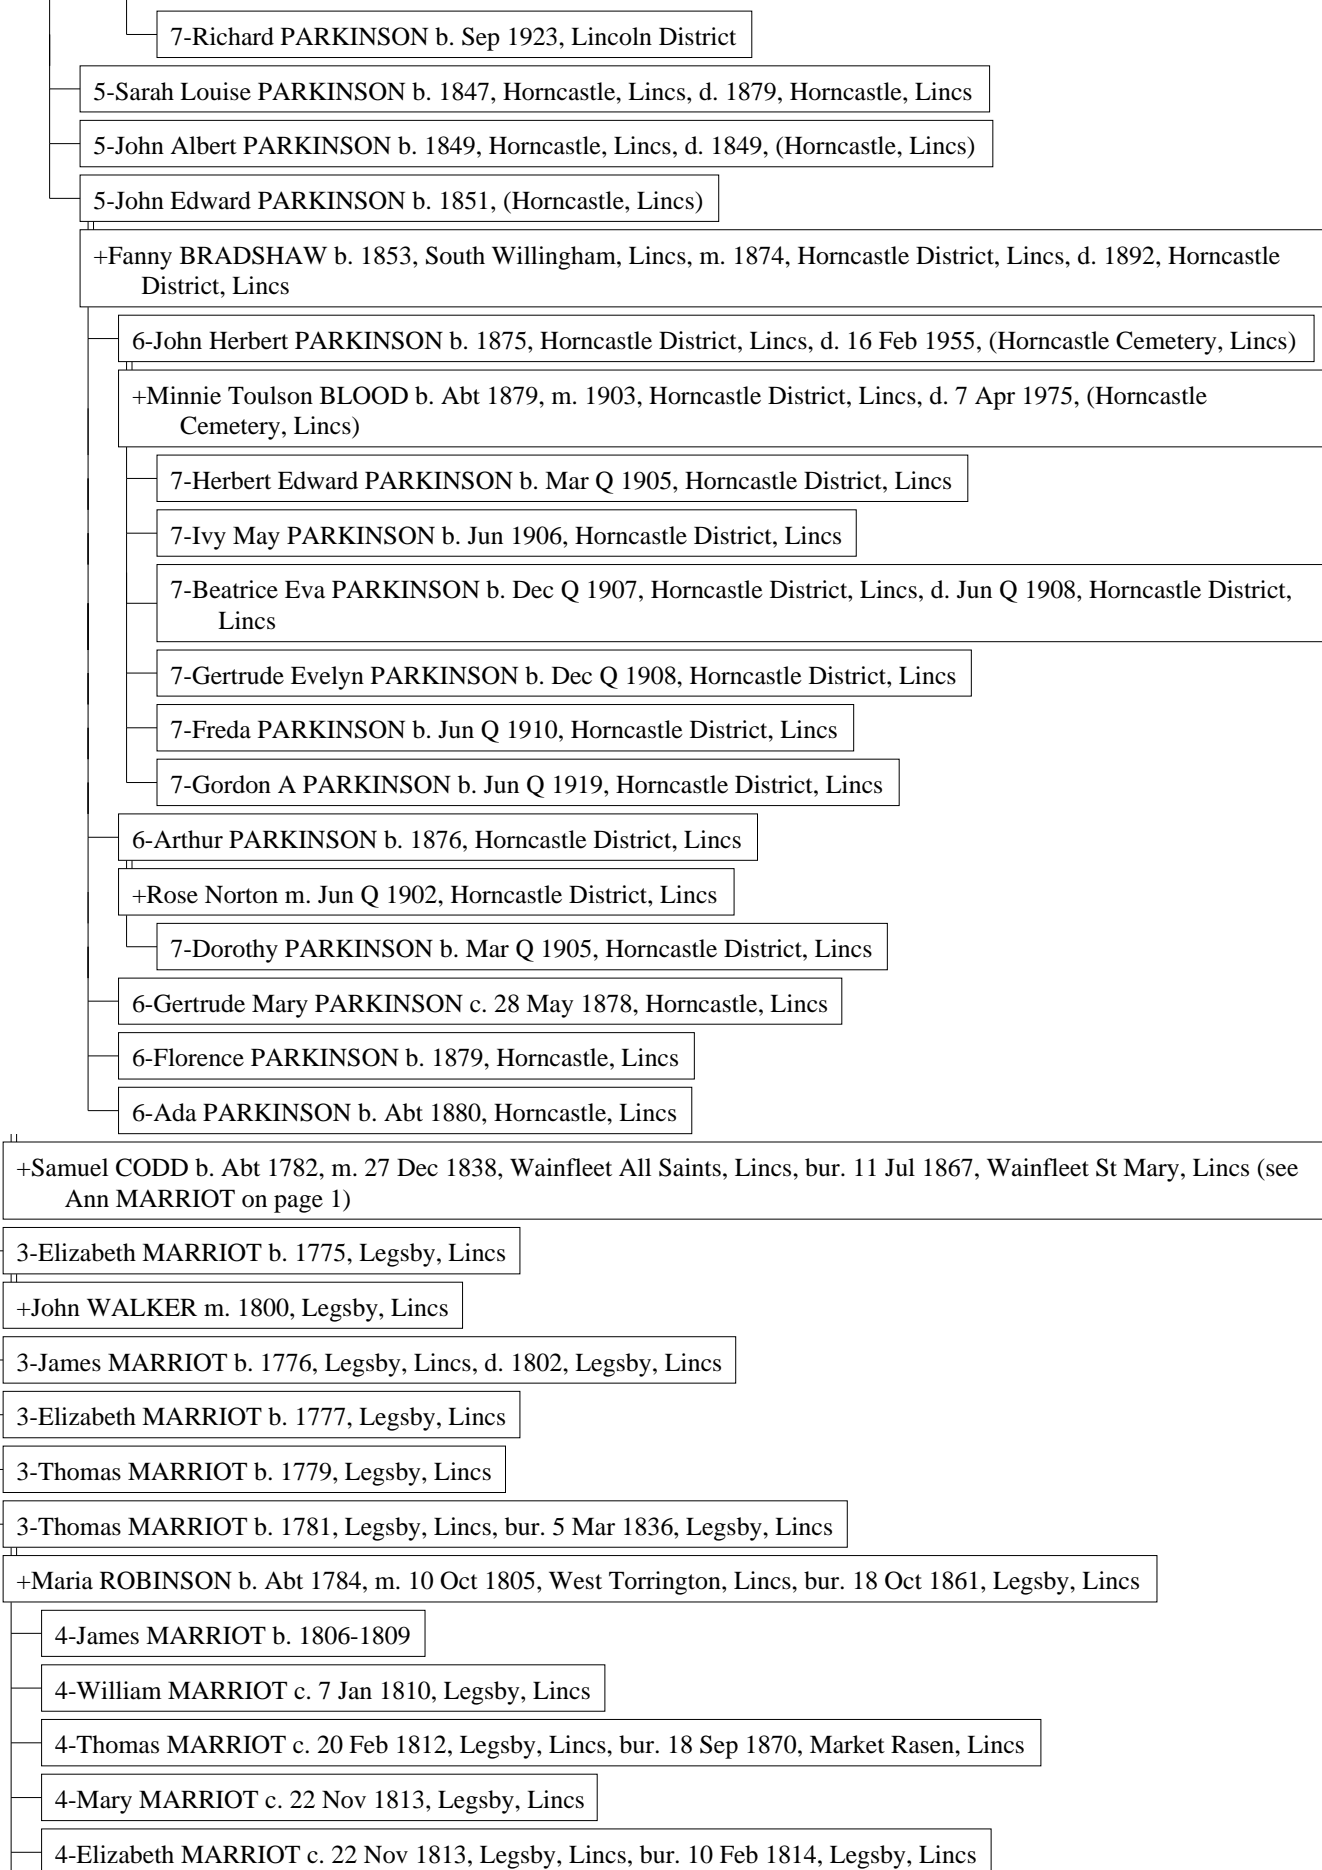 7-Richard PARKINSON b. Sep 1923, Lincoln District
5-Sarah Louise PARKINSON b. 1847, Horncastle, Lincs, d. 1879, Horncastle, Lincs
5-John Albert PARKINSON b. 1849, Horncastle, Lincs, d. 1849, (Horncastle, Lincs)
5-John Edward PARKINSON b. 1851, (Horncastle, Lincs)
+Fanny BRADSHAW b. 1853, South Willingham, Lincs, m. 1874, Horncastle District, Lincs, d. 1892, Horncastle
District, Lincs
6-John Herbert PARKINSON b. 1875, Horncastle District, Lincs, d. 16 Feb 1955, (Horncastle Cemetery, Lincs)
+Minnie Toulson BLOOD b. Abt 1879, m. 1903, Horncastle District, Lincs, d. 7 Apr 1975, (Horncastle
Cemetery, Lincs)
7-Herbert Edward PARKINSON b. Mar Q 1905, Horncastle District, Lincs
7-Ivy May PARKINSON b. Jun 1906, Horncastle District, Lincs
7-Beatrice Eva PARKINSON b. Dec Q 1907, Horncastle District, Lincs, d. Jun Q 1908, Horncastle District,
Lincs
7-Gertrude Evelyn PARKINSON b. Dec Q 1908, Horncastle District, Lincs
7-Freda PARKINSON b. Jun Q 1910, Horncastle District, Lincs
7-Gordon A PARKINSON b. Jun Q 1919, Horncastle District, Lincs
6-Arthur PARKINSON b. 1876, Horncastle District, Lincs
+Rose Norton m. Jun Q 1902, Horncastle District, Lincs
7-Dorothy PARKINSON b. Mar Q 1905, Horncastle District, Lincs
6-Gertrude Mary PARKINSON c. 28 May 1878, Horncastle, Lincs
6-Florence PARKINSON b. 1879, Horncastle, Lincs
6-Ada PARKINSON b. Abt 1880, Horncastle, Lincs
+Samuel CODD b. Abt 1782, m. 27 Dec 1838, Wainfleet All Saints, Lincs, bur. 11 Jul 1867, Wainfleet St Mary, Lincs (see
Ann MARRIOT on page 1)
3-Elizabeth MARRIOT b. 1775, Legsby, Lincs
+John WALKER m. 1800, Legsby, Lincs
3-James MARRIOT b. 1776, Legsby, Lincs, d. 1802, Legsby, Lincs
3-Elizabeth MARRIOT b. 1777, Legsby, Lincs
3-Thomas MARRIOT b. 1779, Legsby, Lincs
3-Thomas MARRIOT b. 1781, Legsby, Lincs, bur. 5 Mar 1836, Legsby, Lincs
+Maria ROBINSON b. Abt 1784, m. 10 Oct 1805, West Torrington, Lincs, bur. 18 Oct 1861, Legsby, Lincs
4-James MARRIOT b. 1806-1809
4-William MARRIOT c. 7 Jan 1810, Legsby, Lincs
4-Thomas MARRIOT c. 20 Feb 1812, Legsby, Lincs, bur. 18 Sep 1870, Market Rasen, Lincs
4-Mary MARRIOT c. 22 Nov 1813, Legsby, Lincs
4-Elizabeth MARRIOT c. 22 Nov 1813, Legsby, Lincs, bur. 10 Feb 1814, Legsby, Lincs